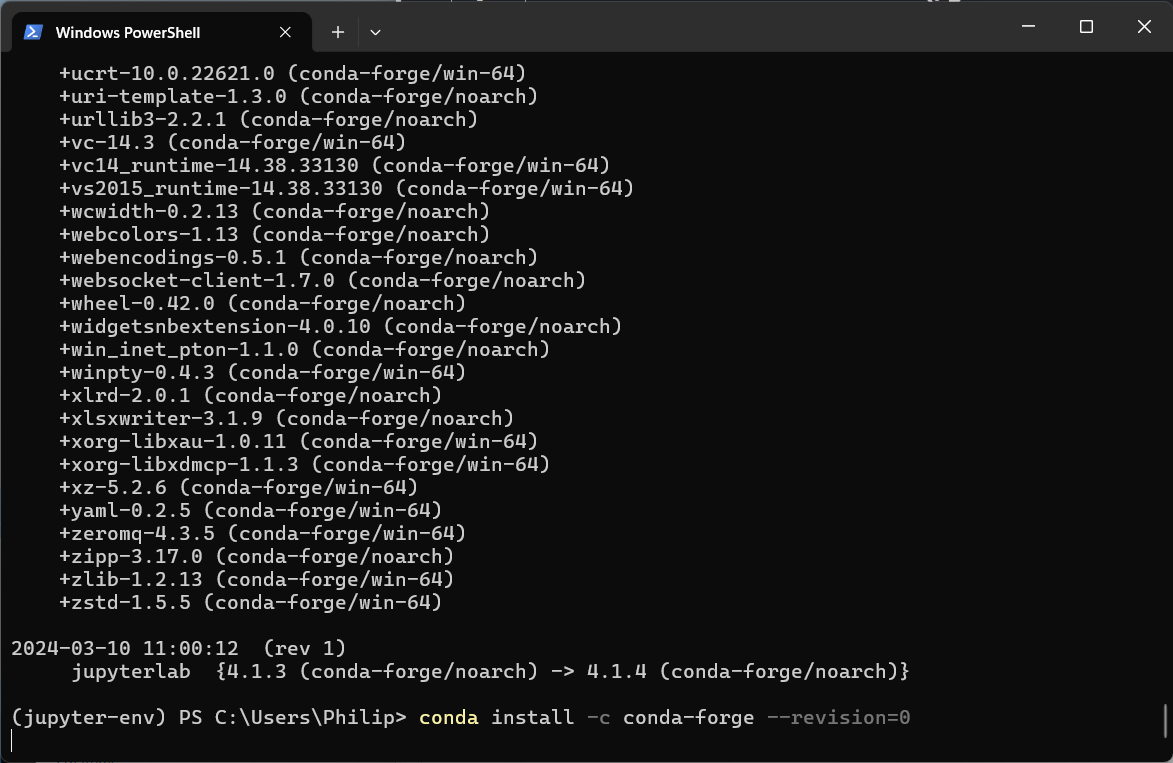 Windows PowerShell
+ucrt-10.0.22621.0 (conda-forge/win-64)
+uri-template-1.3.0 (conda-forge/noarch)
+urllib3-2.2.1 (conda-forge/noarch)
+vc-14.3 (conda-forge/win-64)
+vc14_runtime-14.38.33130 (conda-forge/win-64)
+vs2015_runtime-14.38.33130 (conda-forge/win-64)
+wcwidth-0.2.13 (conda-forge/noarch)
+webcolors-1.13 (conda-forge/noarch)
+webencodings-0.5.1 (conda-forge/noarch)
+websocket-client-1.7.0 (conda-forge/noarch)
+wheel-0.42.0 (conda-forge/noarch)
+widgetsnbextension-4.0.10 (conda-forge/noarch)
+win_inet_pton-1.1.0 (conda-forge/noarch)
+winpty-0.4.3 (conda-forge/win-64)
+xlrd-2.0.1 (conda-forge/noarch)
+xlsxwriter-3.1.9 (conda-forge/noarch)
+xorg-libxau-1.0.11 (conda-forge/win-64)
+xorg-libxdmcp-1.1.3 (conda-forge/win-64)
+xz-5.2.6 (conda-forge/win-64)
+yaml-0.2.5 (conda-forge/win-64)
+zeromq-4.3.5 (conda-forge/win-64)
+zipp-3.17.0 (conda-forge/noarch)
+zlib-1.2.13 (conda-forge/win-64)
+zstd-1.5.5 (conda-forge/win-64)
2024-03-10 11:00:12  (rev 1)
jupyterlab  {4.1.3 (conda-forge/noarch) -> 4.1.4 (conda-forge/noarch)}
(jupyter-env) PS C:\Users\Philip> conda install -c conda-forge --revision=0